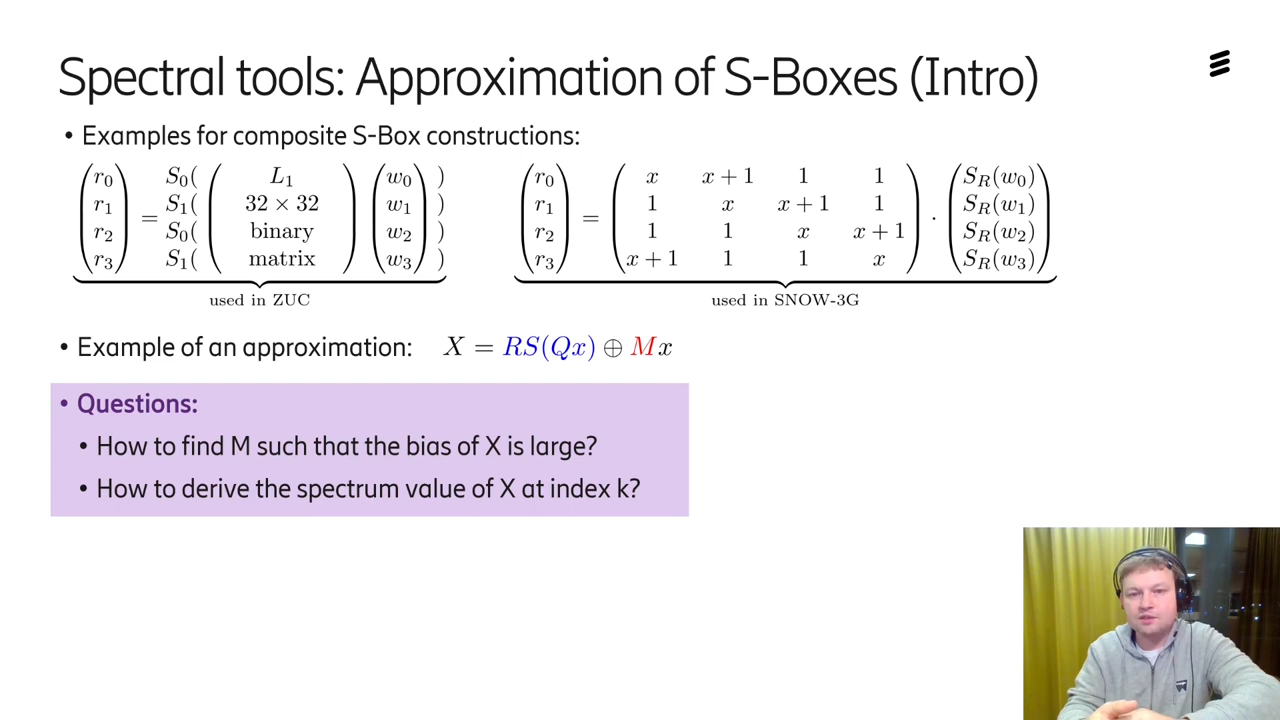 Spectral tools: Approximation of S-Boxes (Intro)
• Examples for composite S-Box constructions:
r₀ S₀( L₁ w₀ )
r₁ = S₁( 32 × 32 w₁ )
r₂ S₀( binary w₂ )
r₃ S₁( matrix w₃ )
used in ZUC
r₀ x x + 1 1 1 S_R(w₀)
r₁ = 1 x x + 1 1 · S_R(w₁)
r₂ 1 1 x x + 1 S_R(w₂)
r₃ x + 1 1 1 x S_R(w₃)
used in SNOW-3G
• Example of an approximation: X = RS(Qx) ⊕ Mx
• Questions:
• How to find M such that the bias of X is large?
• How to derive the spectrum value of X at index k?